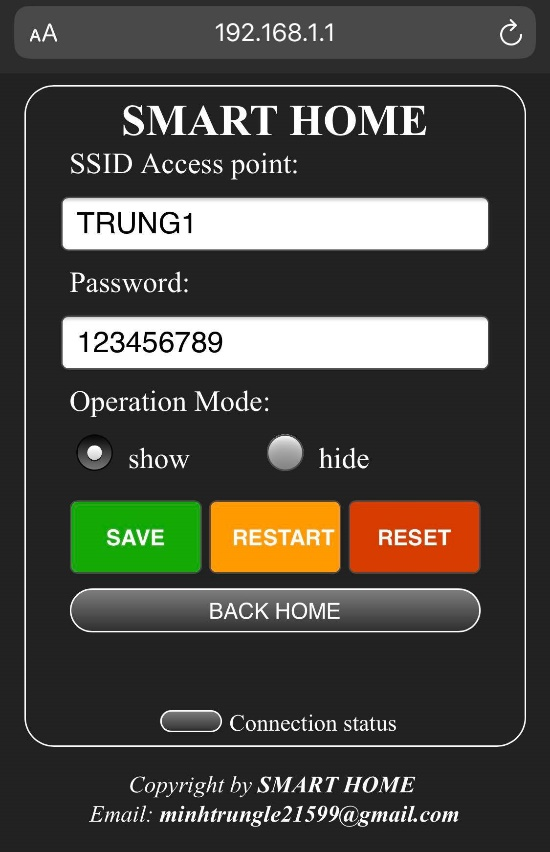 AA 192.168.1.1
SMART HOME
SSID Access point:
TRUNG1
Password:
123456789
Operation Mode:
show hide
SAVE RESTART RESET
BACK HOME
Connection status
Copyright by SMART HOME
Email: minhtrungle21599@gmail.com